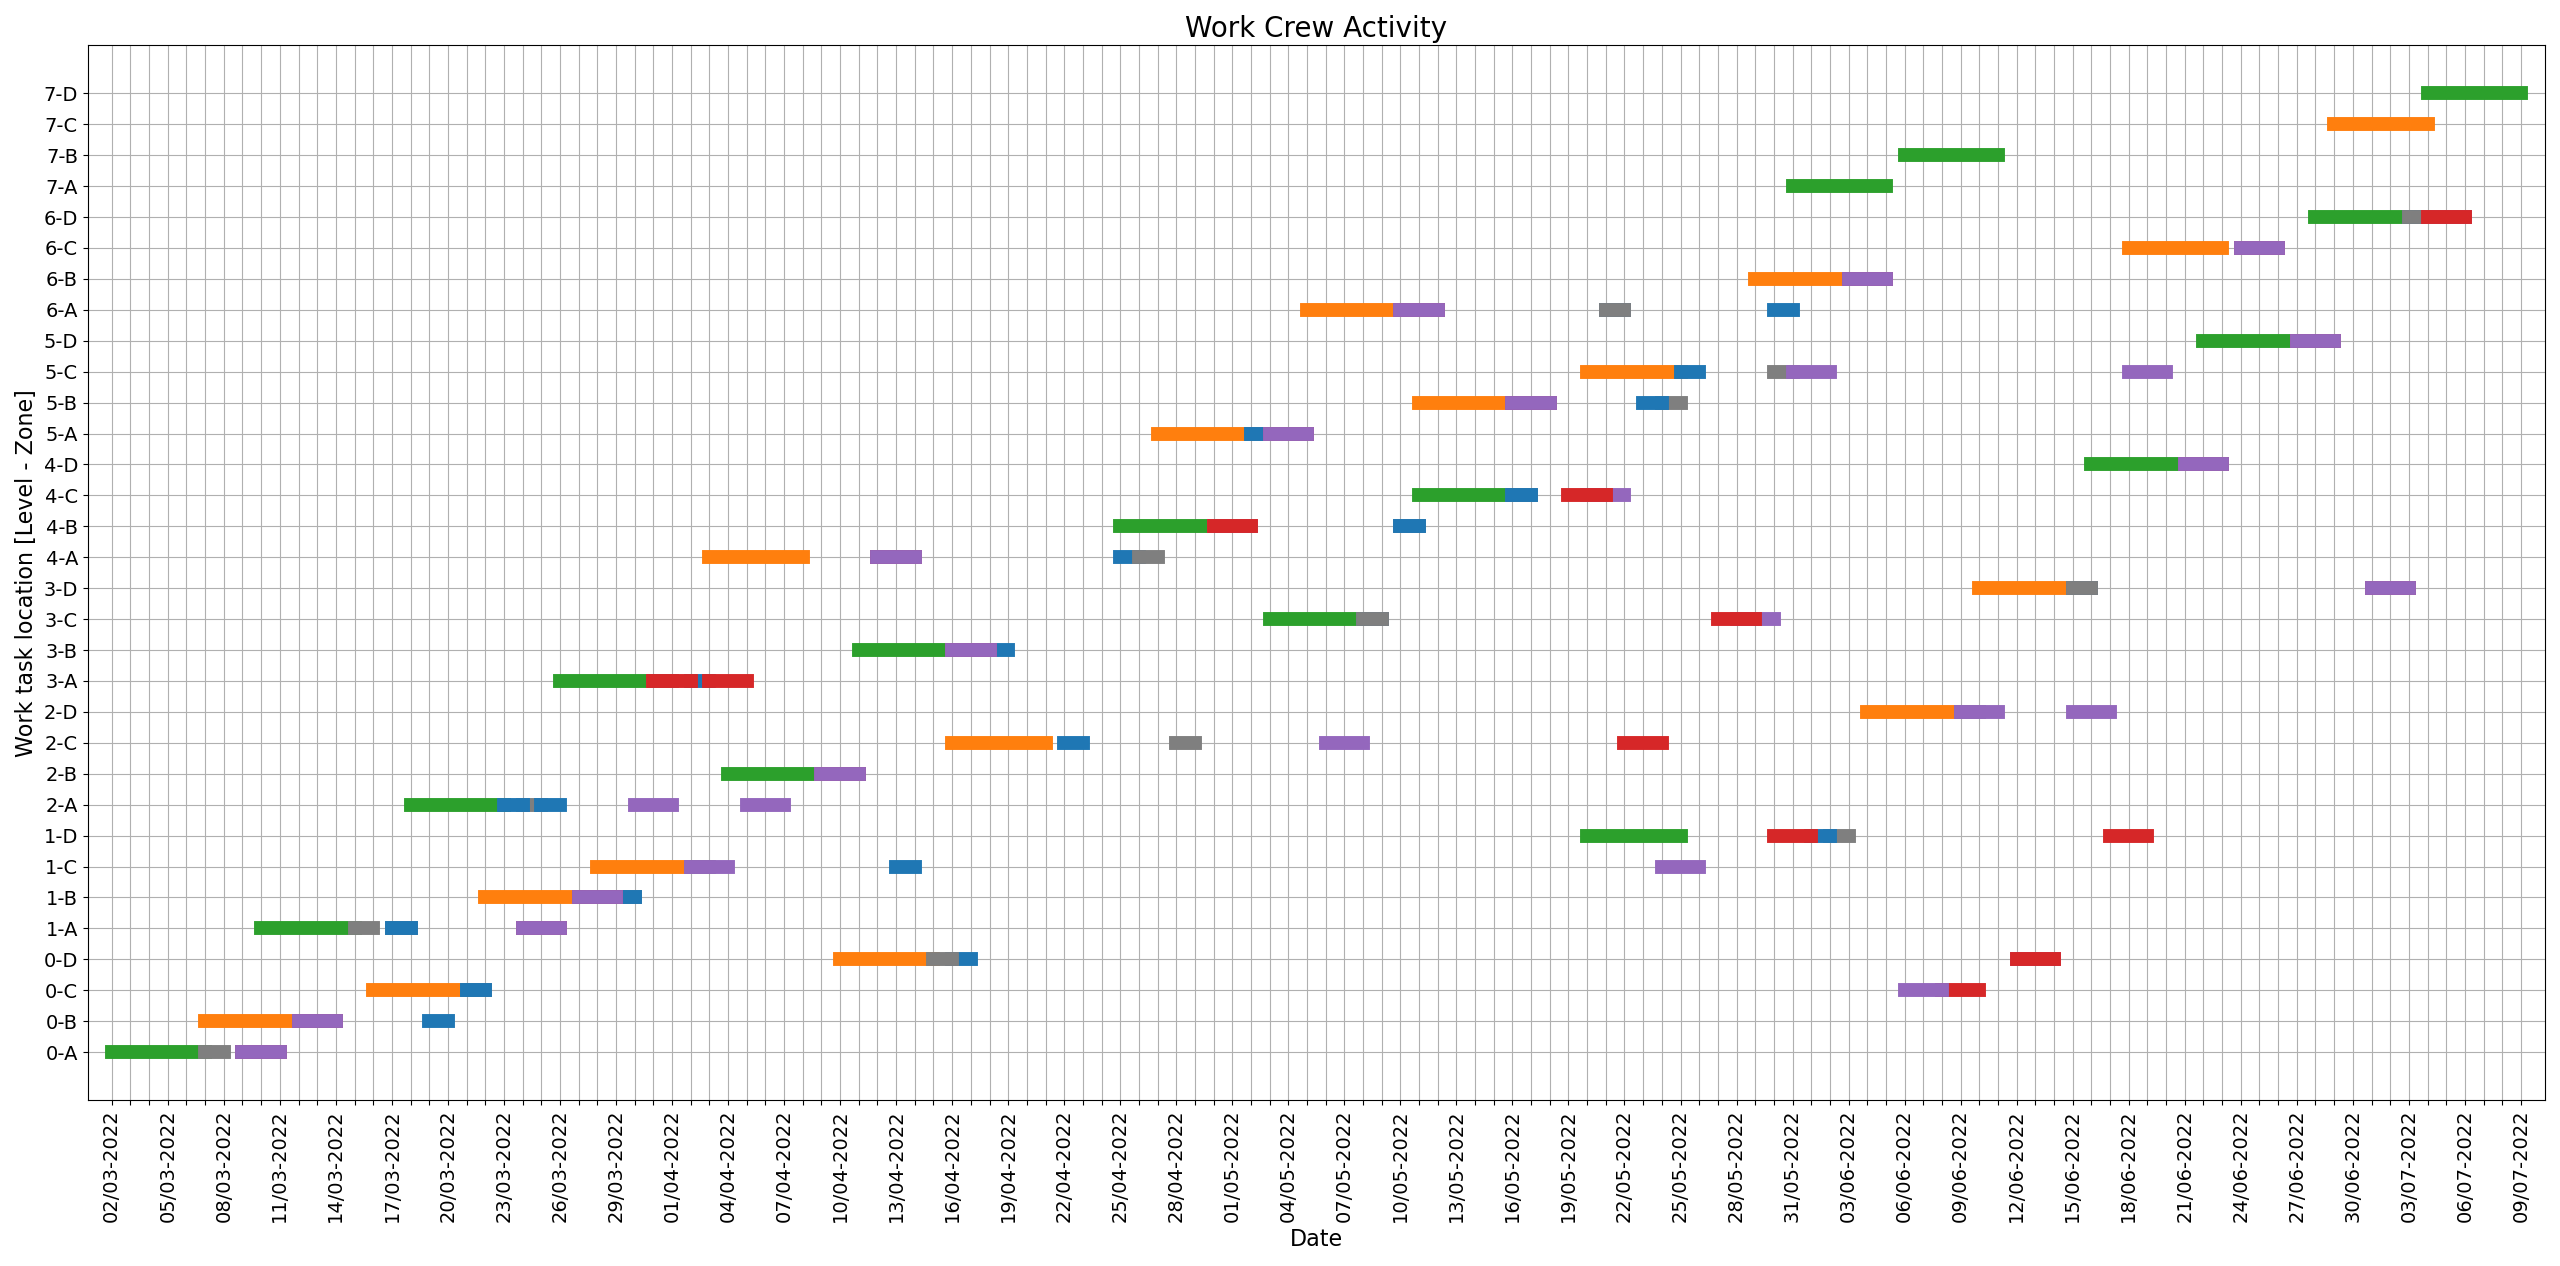 Work Crew Activity
Work task location [Level - Zone]
7-D
7-C
7-B
7-A
6-D
6-C
6-B
6-A
5-D
5-C
5-B
5-A
4-D
4-C
4-B
4-A
3-D
3-C
3-B
3-A
2-D
2-C
2-B
2-A
1-D
1-C
1-B
1-A
0-D
0-C
0-B
0-A
02/03-2022
05/03-2022
08/03-2022
11/03-2022
14/03-2022
17/03-2022
20/03-2022
23/03-2022
26/03-2022
29/03-2022
01/04-2022
04/04-2022
07/04-2022
10/04-2022
13/04-2022
16/04-2022
19/04-2022
22/04-2022
25/04-2022
28/04-2022
01/05-2022
04/05-2022
07/05-2022
10/05-2022
13/05-2022
16/05-2022
19/05-2022
22/05-2022
25/05-2022
28/05-2022
31/05-2022
03/06-2022
06/06-2022
09/06-2022
12/06-2022
15/06-2022
18/06-2022
21/06-2022
24/06-2022
27/06-2022
30/06-2022
03/07-2022
06/07-2022
09/07-2022
Date